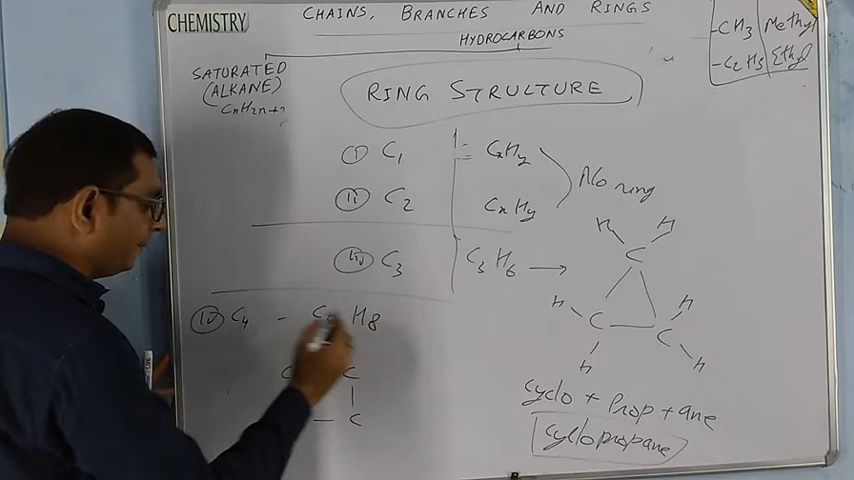 CHEMISTRY
CHAINS, BRANCHES AND RINGS
HYDROCARBONS
-CH3 | Methyl
-C2H5 | Ethyl
SATURATED
(ALKANE)
CnH2n+2
RING STRUCTURE
(i) C1
CxHy
No ring
(ii) C2
CxHy
(iii) C3
C3H6 →
H H
C
H C C H
H H
(iv) C4 - C H8
C C
- C
cyclo + Prop + ane
cyclopropane